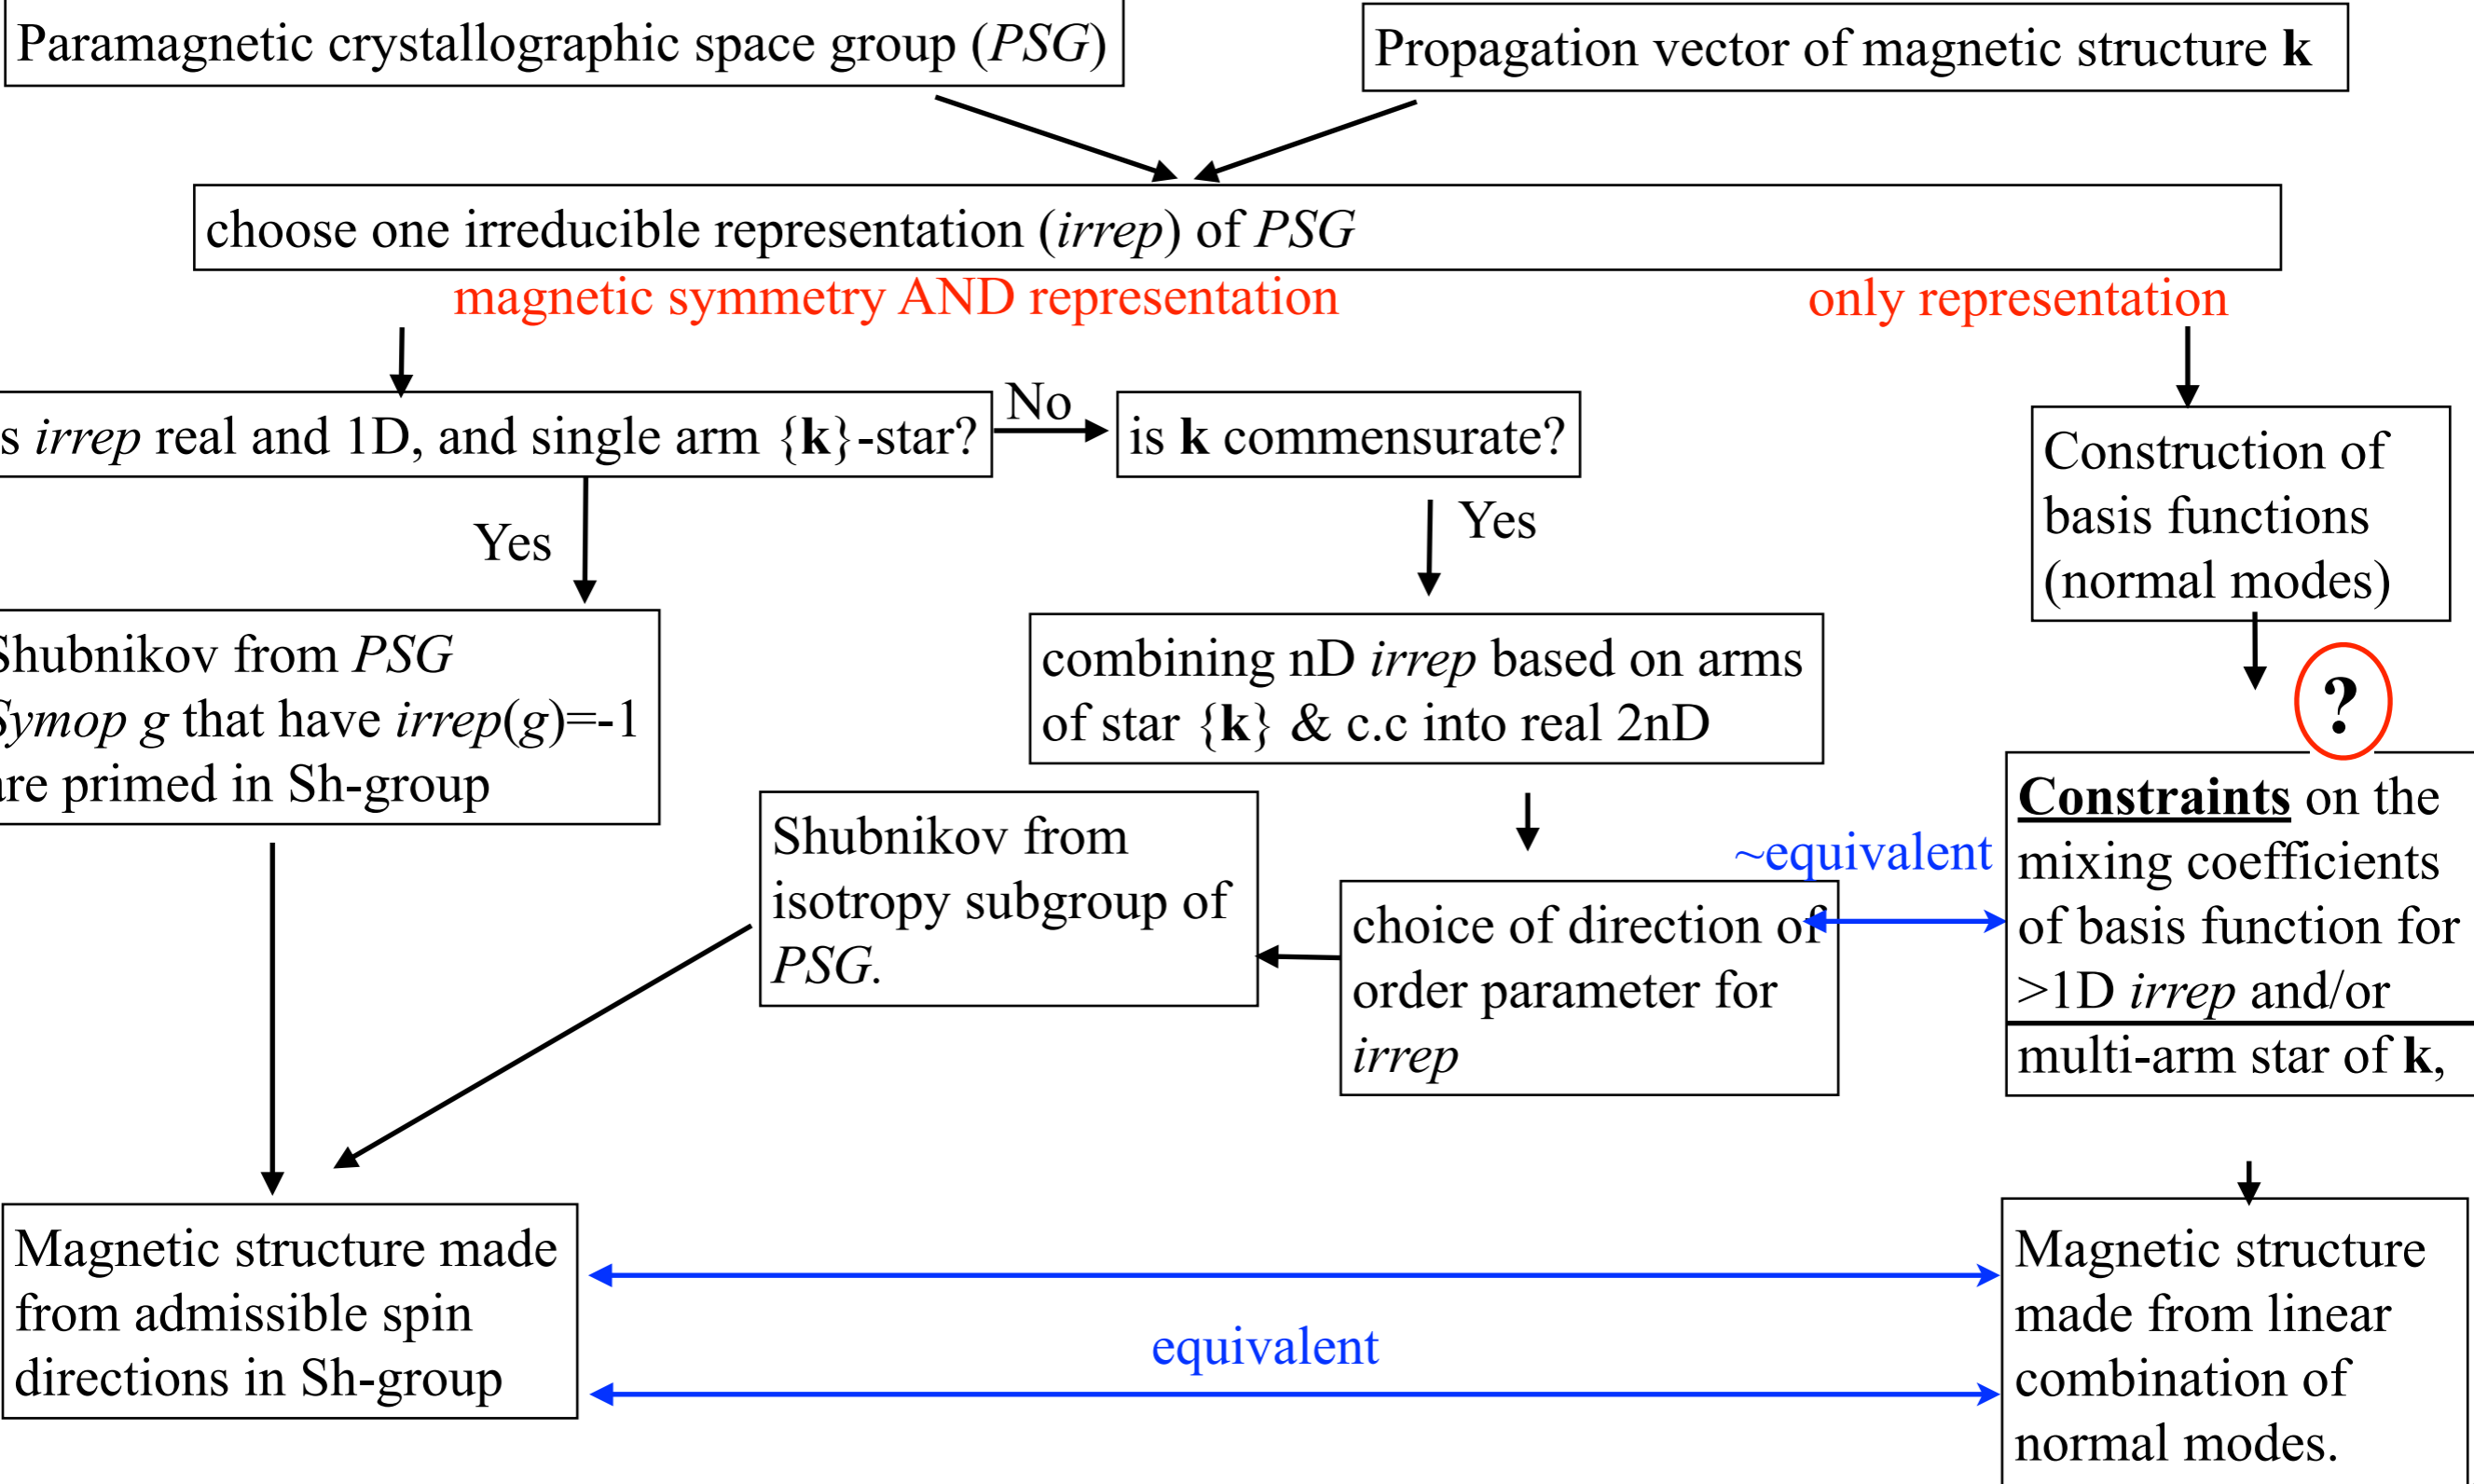 Paramagnetic crystallographic space group (PSG)
Propagation vector of magnetic structure k
choose one irreducible representation (irrep) of PSG
magnetic symmetry AND representation
only representation
s irrep real and 1D, and single arm {k}-star?
No
is k commensurate?
Construction of
basis functions
(normal modes)
Yes
Yes
Shubnikov from PSG
Symop g that have irrep(g)=-1
are primed in Sh-group
combining nD irrep based on arms
of star {k} & c.c into real 2nD
?
Shubnikov from
isotropy subgroup of
PSG.
choice of direction of
order parameter for
irrep
~equivalent
Constraints on the
mixing coefficients
of basis function for
>1D irrep and/or
multi-arm star of k,
Magnetic structure made
from admissible spin
directions in Sh-group
equivalent
Magnetic structure
made from linear
combination of
normal modes.